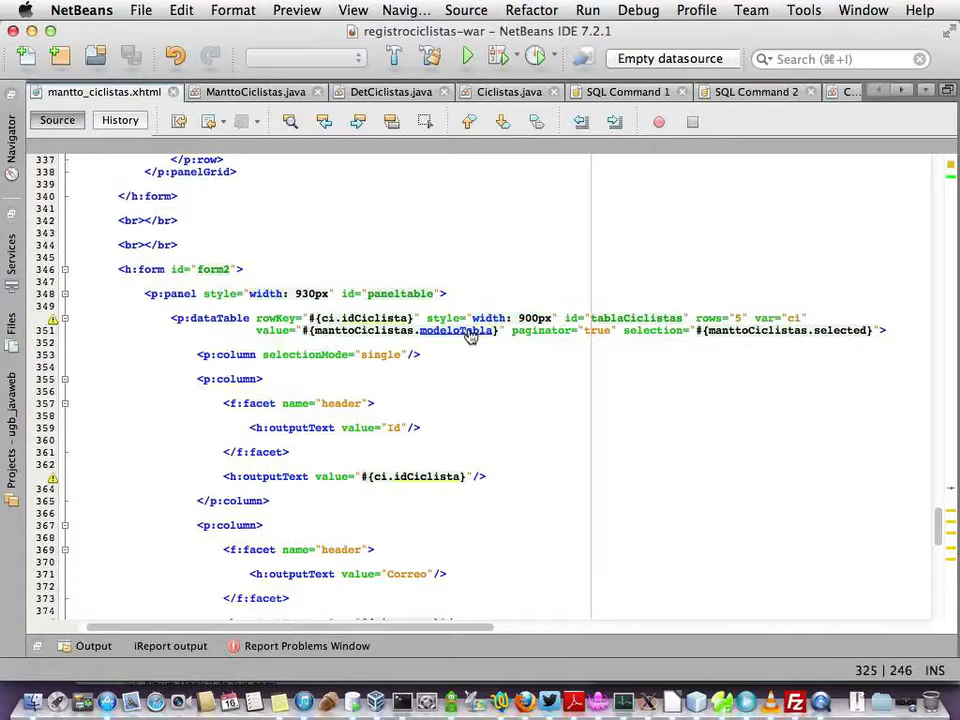 NetBeans File Edit Format Preview View Navig... Source Refactor Run Debug Profile Team Tools Window Help
registrociclistas-war - NetBeans IDE 7.2.1
Empty datasource Search (⌘+I)
mantto_ciclistas.xhtml ManttoCiclistas.java DetCiclistas.java Ciclistas.java SQL Command 1 SQL Command 2 C...
Source History
Navigator
Services
Files
Projects - ugb_javaweb
337 </p:row>
338 </p:panelGrid>
339
340 </h:form>
341
342 <br></br>
343
344 <br></br>
345
346 <h:form id="form2">
347
348 <p:panel style="width: 930px" id="paneltable">
349
<p:dataTable rowKey="#{ci.idCiclista}" style="width: 900px" id="tablaCiclistas" rows="5" var="ci"
351 value="#{manttoCiclistas.modeloTabla}" paginator="true" selection="#{manttoCiclistas.selected}">
352
353 <p:column selectionMode="single"/>
354
355 <p:column>
356
357 <f:facet name="header">
358
359 <h:outputText value="Id"/>
360
361 </f:facet>
362
<h:outputText value="#{ci.idCiclista}"/>
364
365 </p:column>
366
367 <p:column>
368
369 <f:facet name="header">
370
371 <h:outputText value="Correo"/>
372
373 </f:facet>
374
Output iReport output Report Problems Window
325 | 246 INS